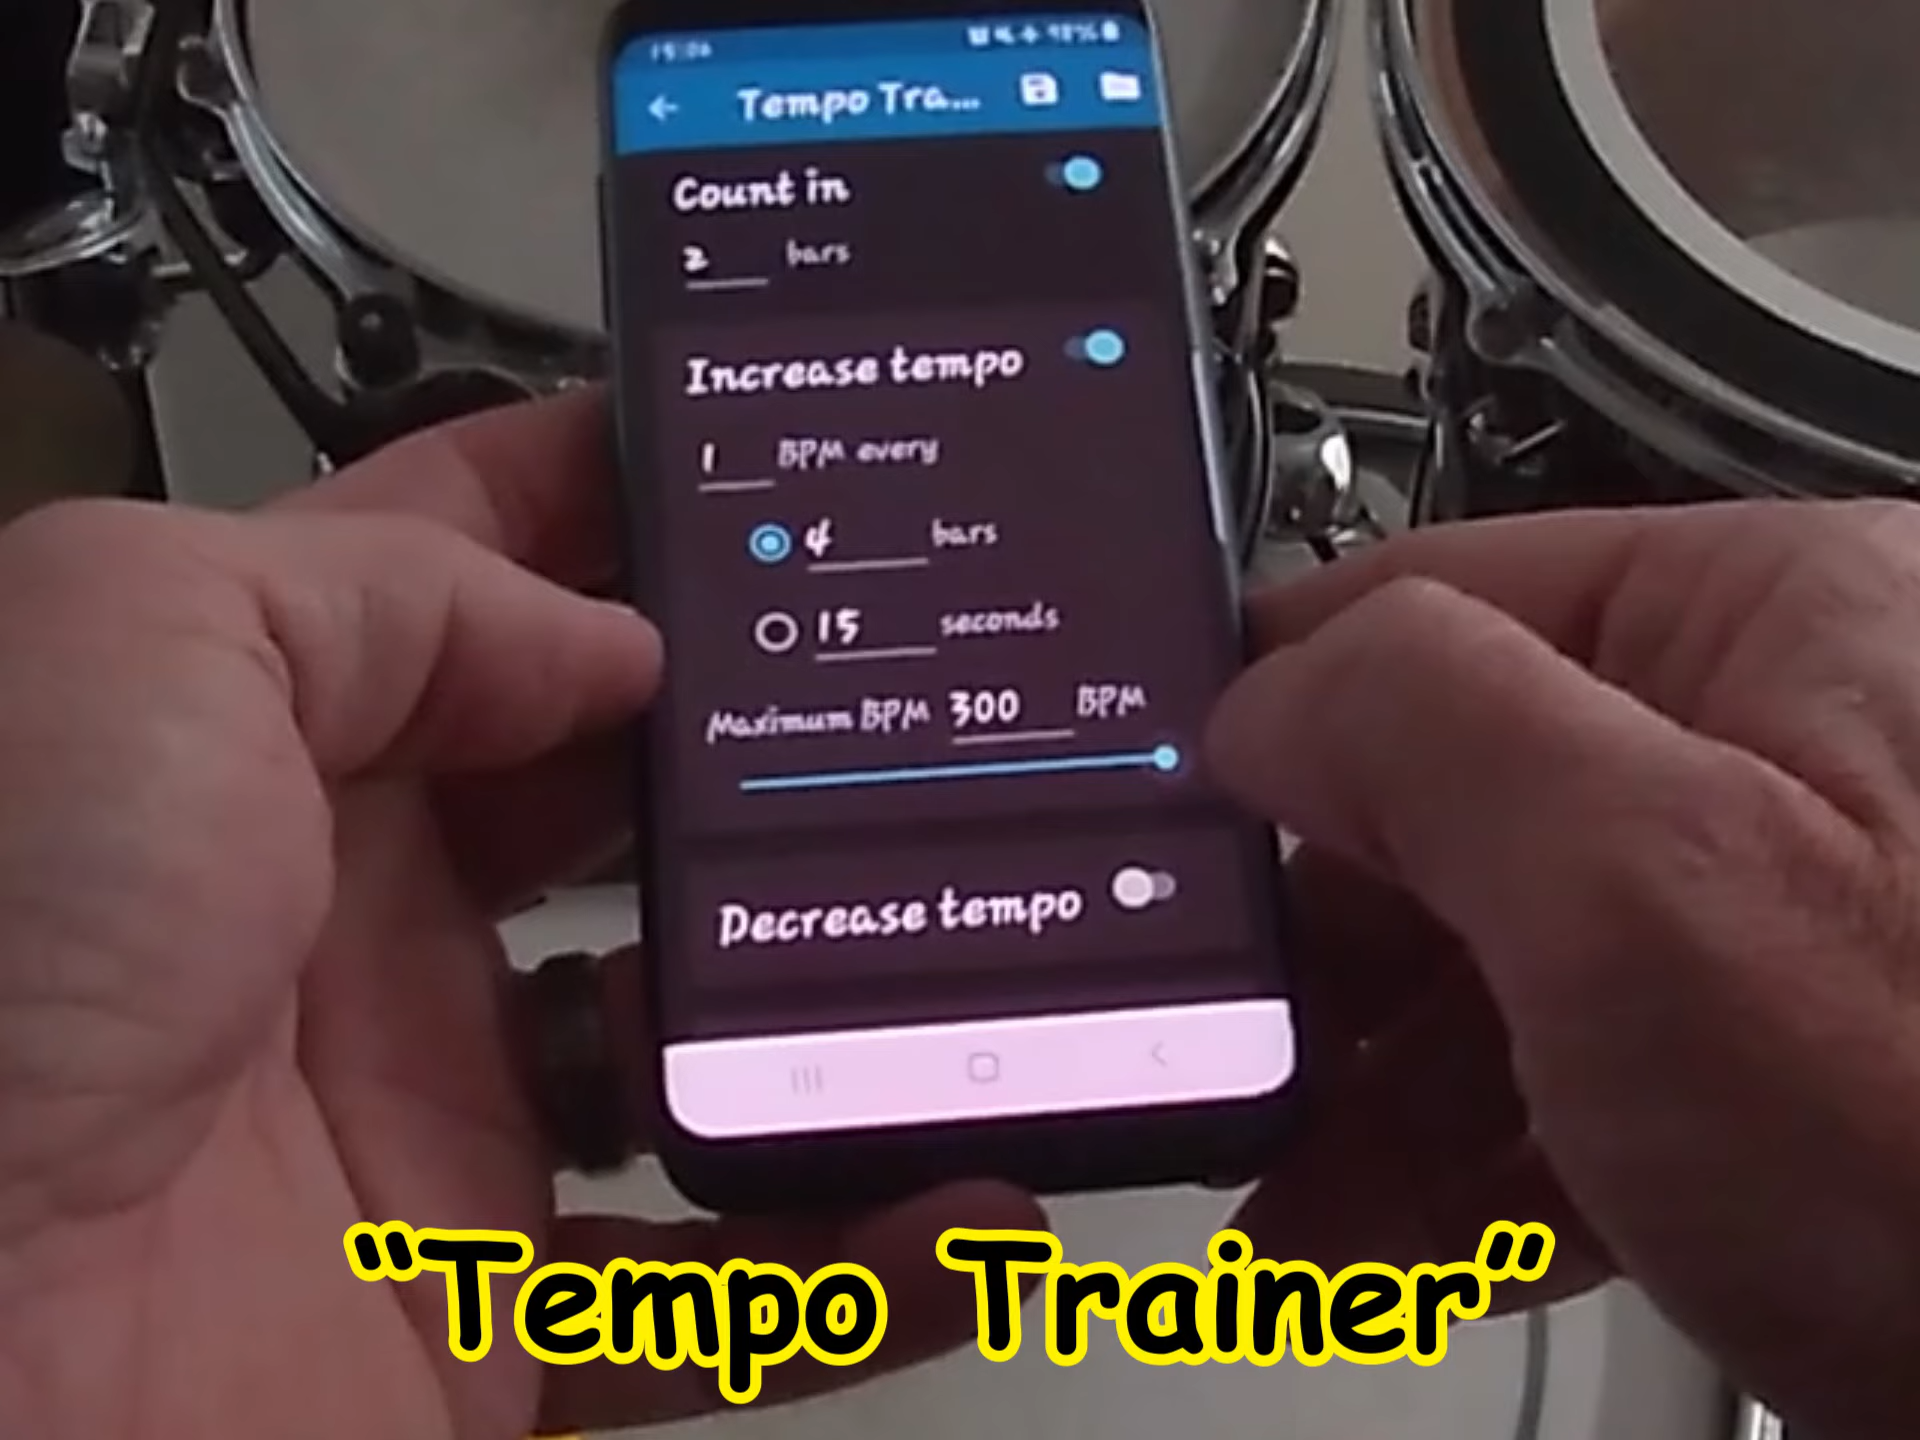 Tempo Tra...
Count in
2 bars
Increase tempo
1 BPM every
4 bars
15 seconds
Maximum BPM 300 BPM
Decrease tempo
“Tempo Trainer”